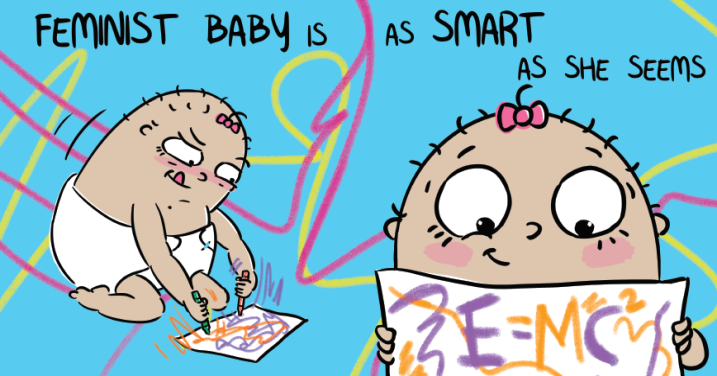 FEMINIST BABY IS
AS SMART
AS SHE SEEMS
E=MC²